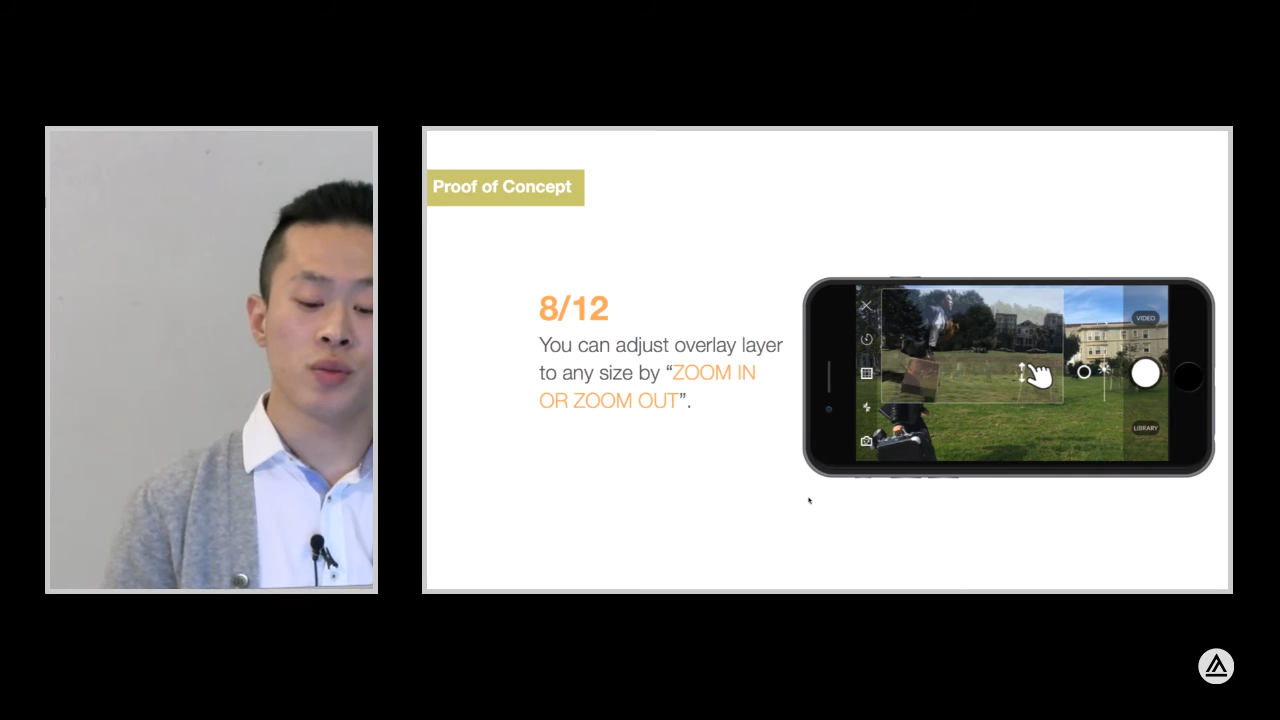 Proof of Concept
8/12
You can adjust overlay layer
to any size by “ZOOM IN
OR ZOOM OUT”.
VIDEO
LIBRARY